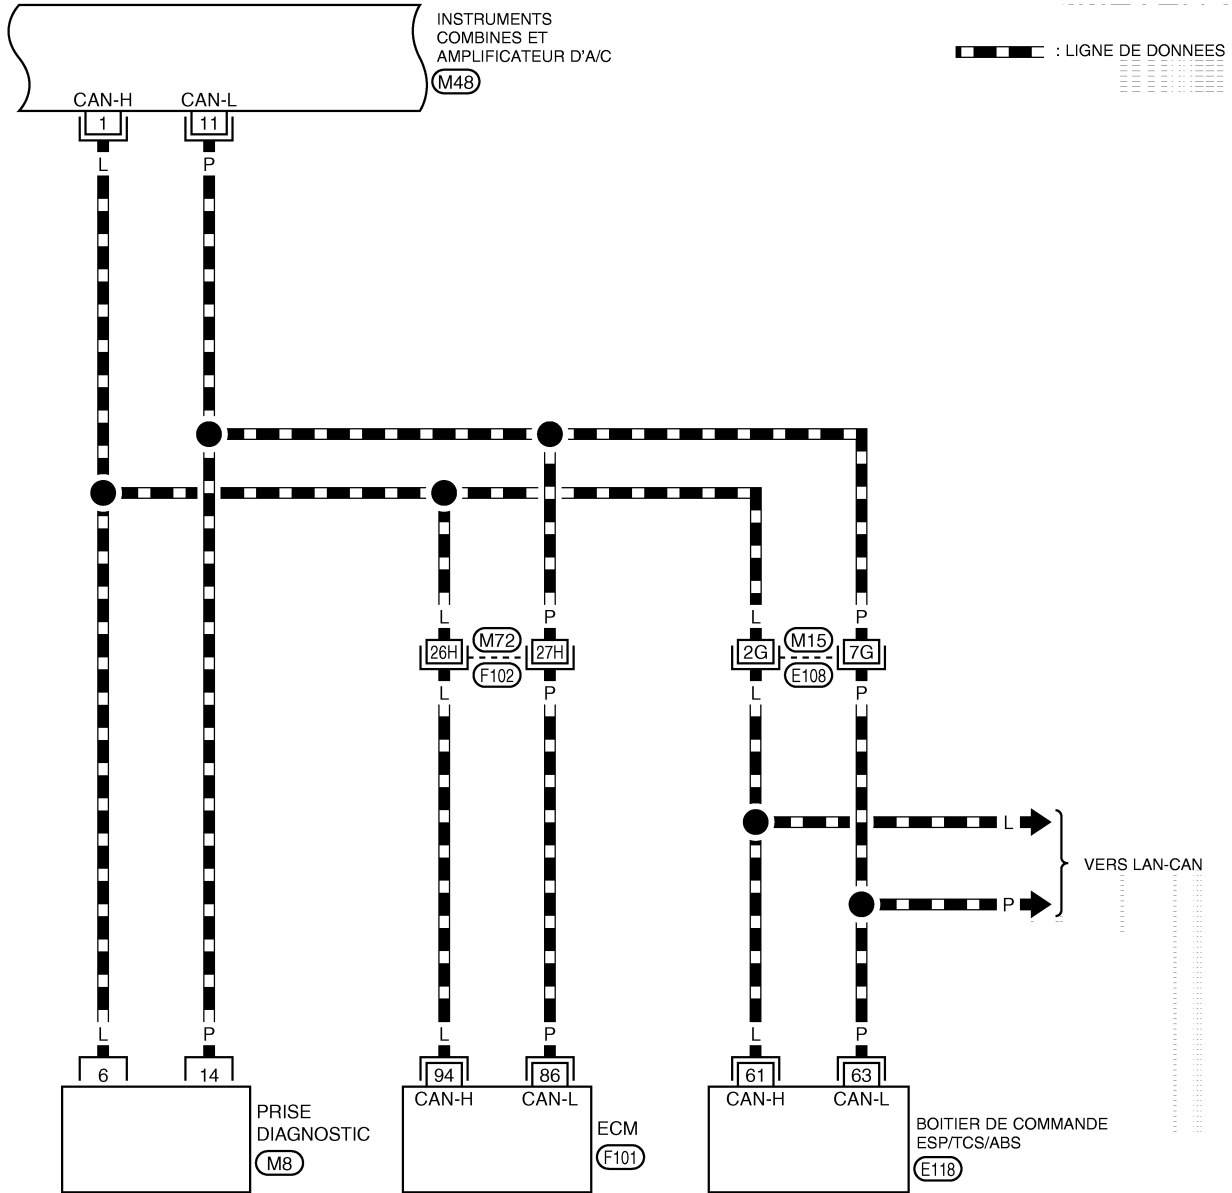 INSTRUMENTS
COMBINES ET
AMPLIFICATEUR D'A/C
M48
: LIGNE DE DONNEES
CAN-H CAN-L
1 11
L P
L P L P
26H M72 27H 2G M15 7G
F102 E108
L P L P
L
VERS LAN-CAN
P
L P L P L P
6 14 94 86 61 63
CAN-H CAN-L CAN-H CAN-L
PRISE
DIAGNOSTIC
M8
ECM
F101
BOITIER DE COMMANDE
ESP/TCS/ABS
E118